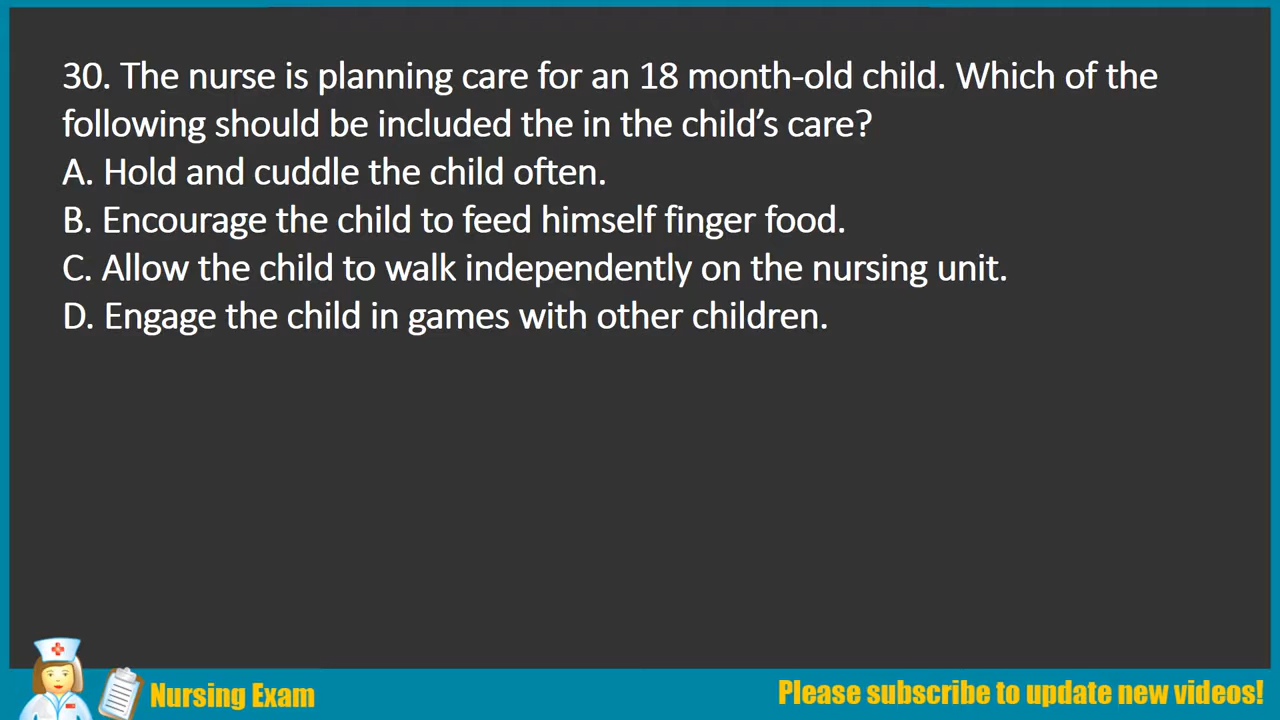 30. The nurse is planning care for an 18 month-old child. Which of the
following should be included the in the child’s care?
A. Hold and cuddle the child often.
B. Encourage the child to feed himself finger food.
C. Allow the child to walk independently on the nursing unit.
D. Engage the child in games with other children.
Nursing Exam
Please subscribe to update new videos!